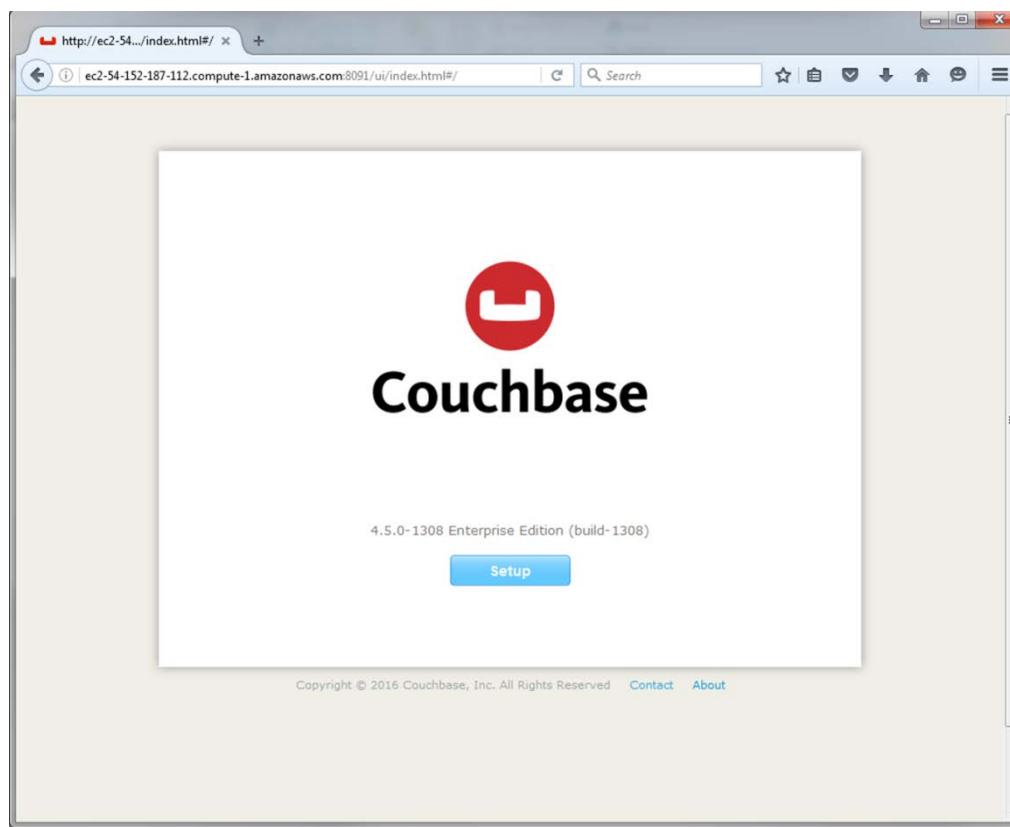 http://ec2-54.../index.html#/
ec2-54-152-187-112.compute-1.amazonaws.com:8091/ui/index.html#/
Search
Couchbase
4.5.0-1308 Enterprise Edition (build-1308)
Setup
Copyright © 2016 Couchbase, Inc. All Rights Reserved Contact About